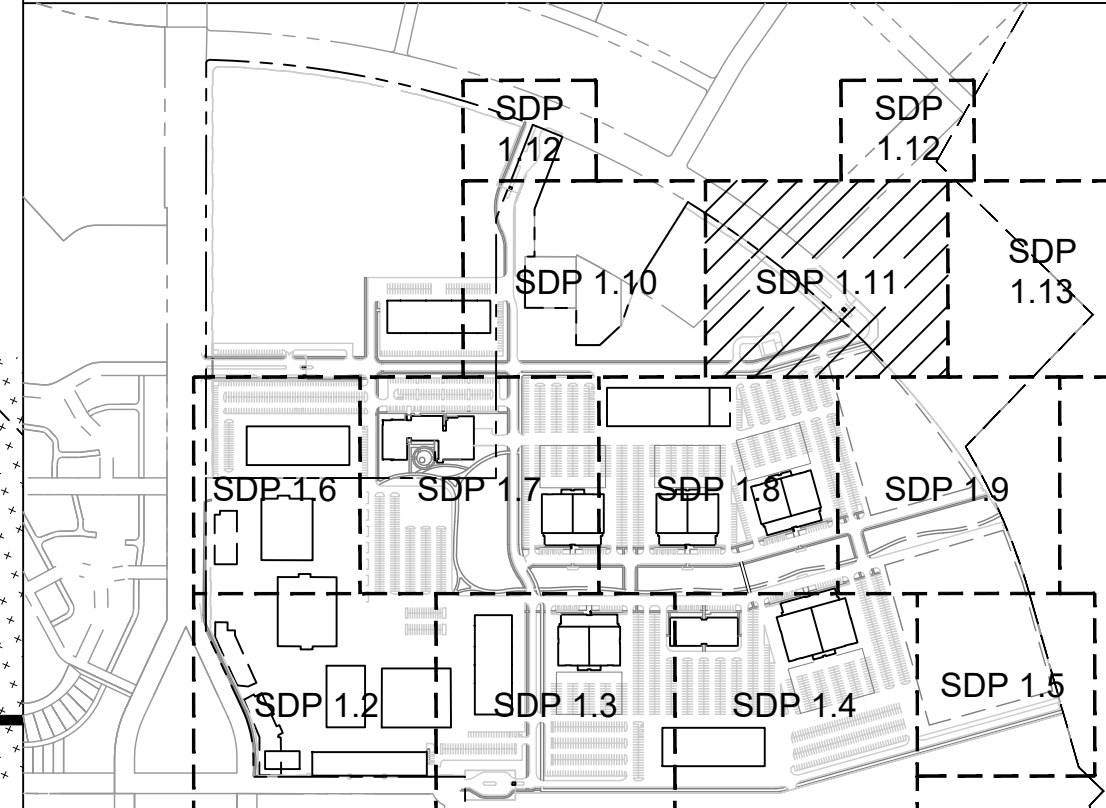 SDP
1.12
SDP
1.12
SDP 1.10
SDP 1.11
SDP
1.13
SDP 1.6
SDP 1.7
SDP 1.8
SDP 1.9
SDP 1.2
SDP 1.3
SDP 1.4
SDP 1.5